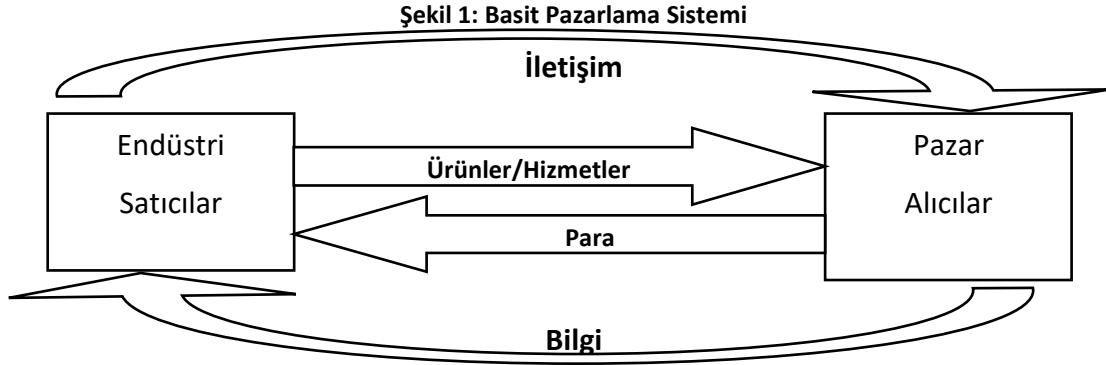 Şekil 1: Basit Pazarlama Sistemi
İletişim
Endüstri
Satıcılar
Ürünler/Hizmetler
Para
Pazar
Alıcılar
Bilgi